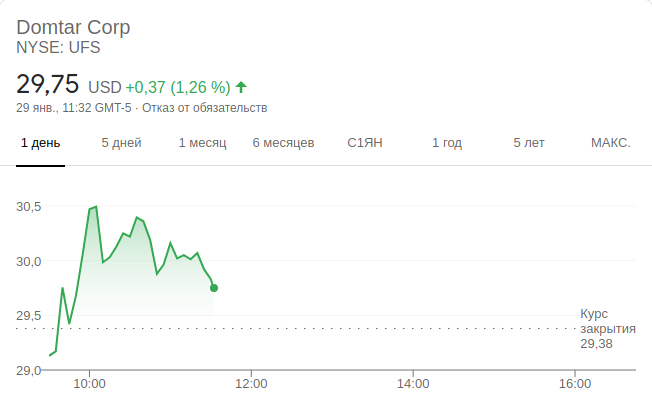 Domtar Corp
NYSE: UFS
29,75 USD +0,37 (1,26 %)
29 янв., 11:32 GMT-5 · Отказ от обязательств
1 день 5 дней 1 месяц 6 месяцев С1ЯН 1 год 5 лет МАКС.
30,5
30,0
29,5
Курс
закрытия
29,38
29,0
10:00 12:00 14:00 16:00